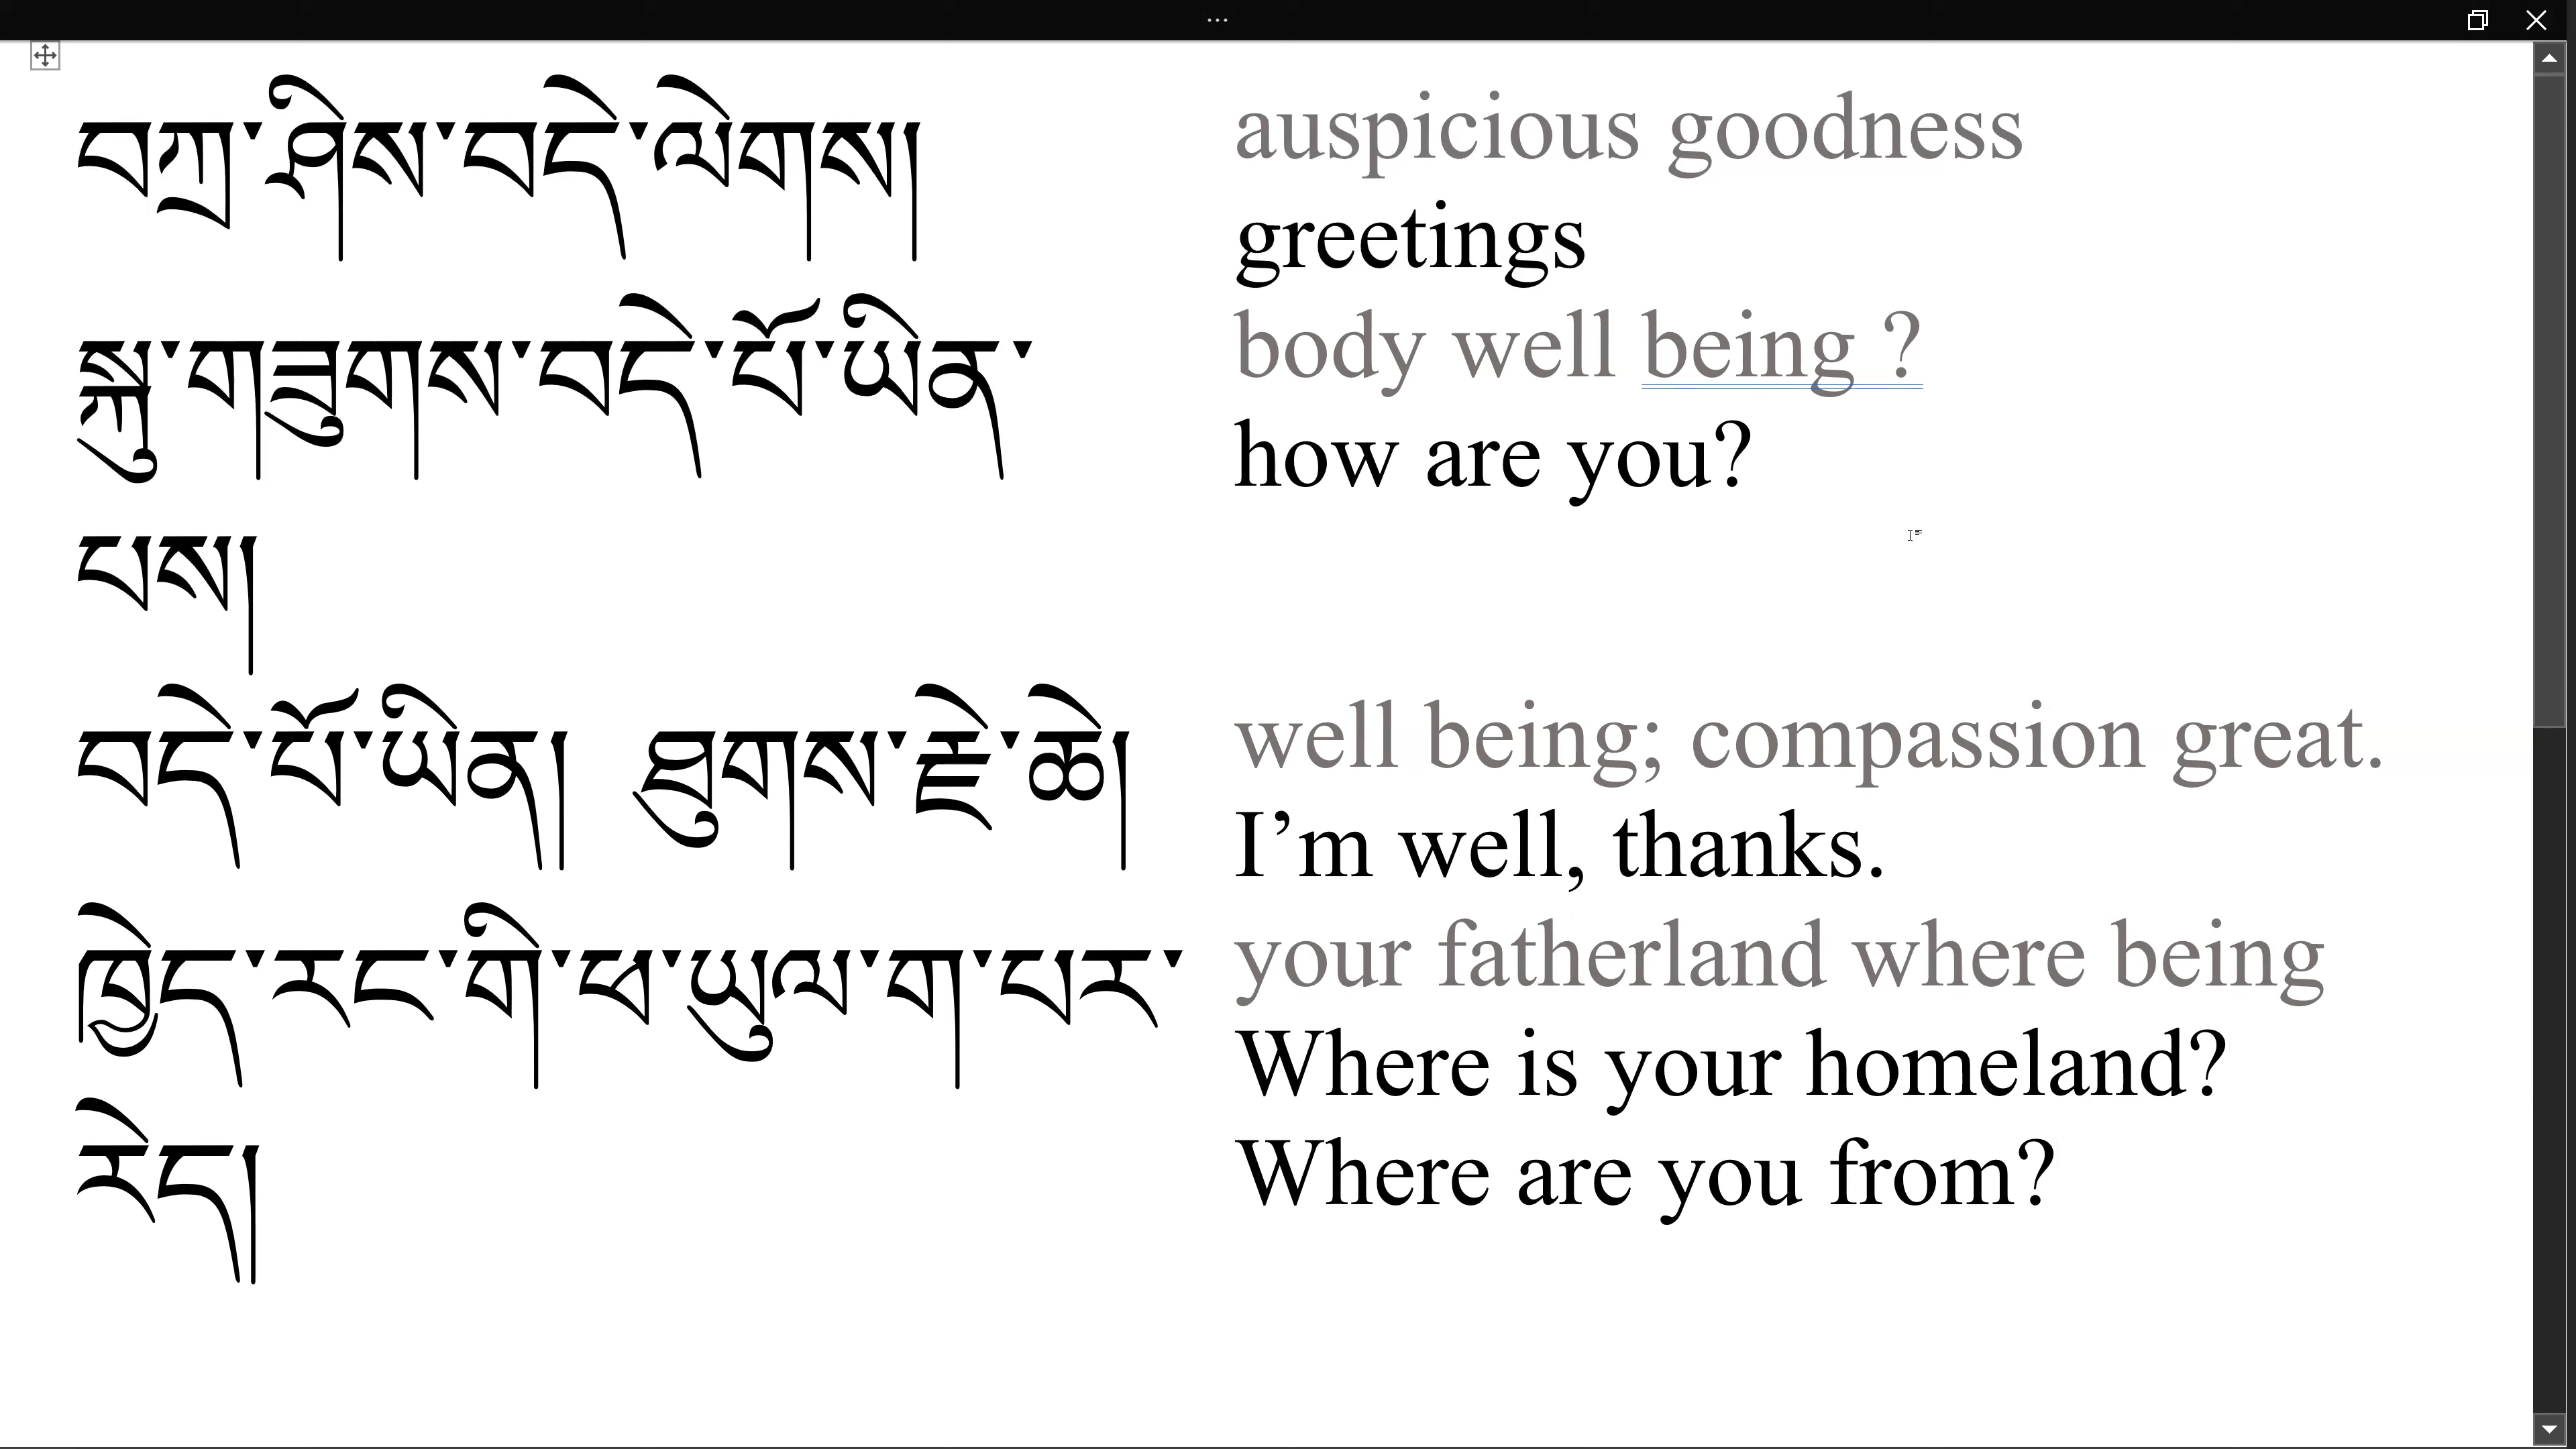 བཀྲ་ཤིས་བདེ་ལེགས།
auspicious goodness
greetings
སྐུ་གཟུགས་བདེ་པོ་ཡིན་
པས།
body well being ?
how are you?
བདེ་པོ་ཡིན། ཐུགས་རྗེ་ཆེ།
well being; compassion great.
I’m well, thanks.
ཁྱེད་རང་གི་ཕ་ཡུལ་ག་པར་
རེད།
your fatherland where being
Where is your homeland?
Where are you from?